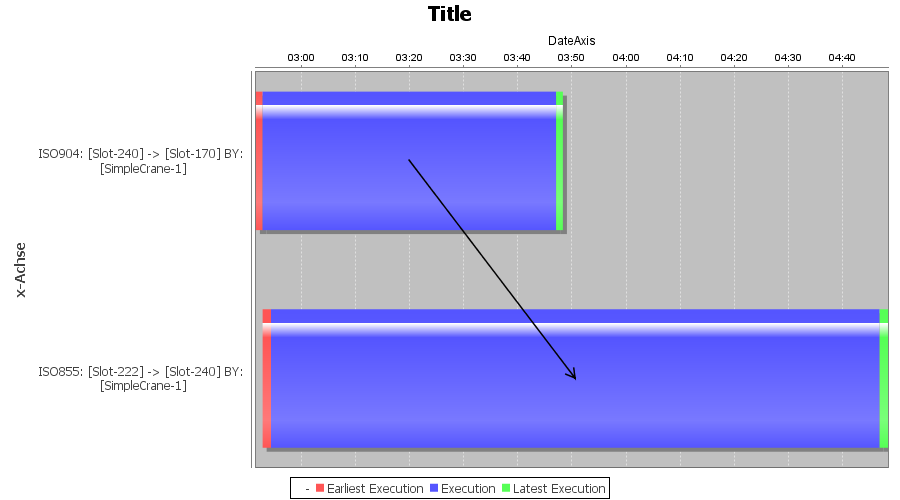 Title
DateAxis
03:00 03:10 03:20 03:30 03:40 03:50 04:00 04:10 04:20 04:30 04:40
ISO904: [Slot-240] -> [Slot-170] BY:
[SimpleCrane-1]
x-Achse
ISO855: [Slot-222] -> [Slot-240] BY:
[SimpleCrane-1]
- Earliest Execution Execution Latest Execution